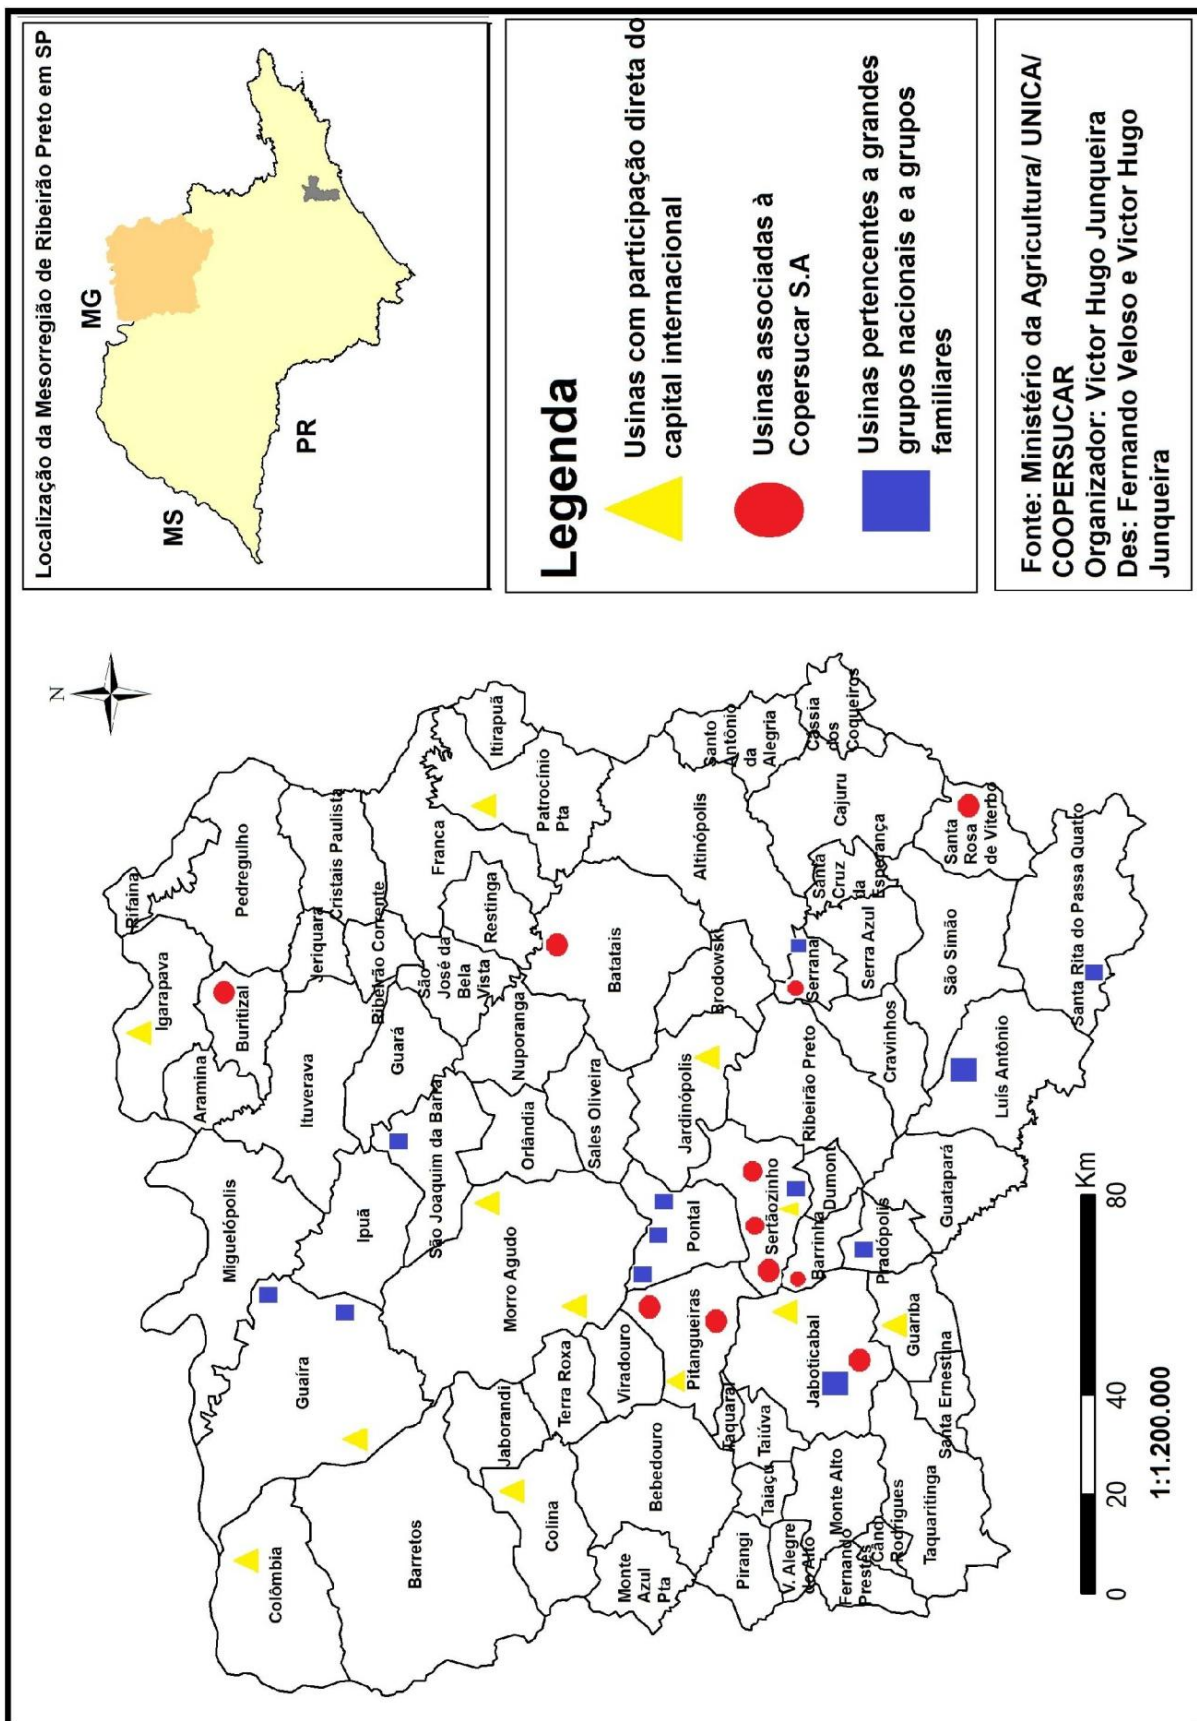 Localização da Mesorregião de Ribeirão Preto em SP
MG
MS
PR
N
Rifaina
Igarapava
Pedregulho
Buritizal
Aramina
Jeriquara
Cristais Paulista
Ituverava
Ribeirão Corrente
Franca
Itirapuã
Miguelópolis
Guará
São
José da
Bela
Vista
Restinga
Patrocínio
Pta
Ipuã
São Joaquim da Barra
Nuporanga
Guaira
Orlândia
Batatais
Altinópolis
Santo
Antônio
da
Alegria
Colômbia
Morro Agudo
Sales Oliveira
Cássia
dos
Coqueiros
Barretos
Jaborandi
Colina
Terra Roxa
Viradouro
Pontal
Jardinópolis
Brodowski
Cajuru
Santa
Cruz
da
Esperança
Bebedouro
Pitangueiras
Sertãozinho
Ribeirão Preto
Serrana
Serra Azul
Santa
Rosa
de Viterbo
Monte
Azul
Pta
Taquaral
Taiúva
Jaboticabal
Barrinha
Dumont
Cravinhos
São Simão
Pirangi
Taiaçu
Pradópolis
V. Alegre
do Alto
Monte Alto
Guariba
Guatapará
Luís Antônio
Santa Rita do Passa Quatro
Fernando
Prestes
Cândo
Rodrigues
Santa Ernestina
Taquaritinga
0
20
40
80
Km
1:1.200.000
Legenda
Usinas com participação direta do
capital internacional
Usinas associadas à
Copersucar S.A
Usinas pertencentes a grandes
grupos nacionais e a grupos
familiares
Fonte: Ministério da Agricultura/ UNICA/
COOPERSUCAR
Organizador: Victor Hugo Junqueira
Des: Fernando Veloso e Victor Hugo
Junqueira